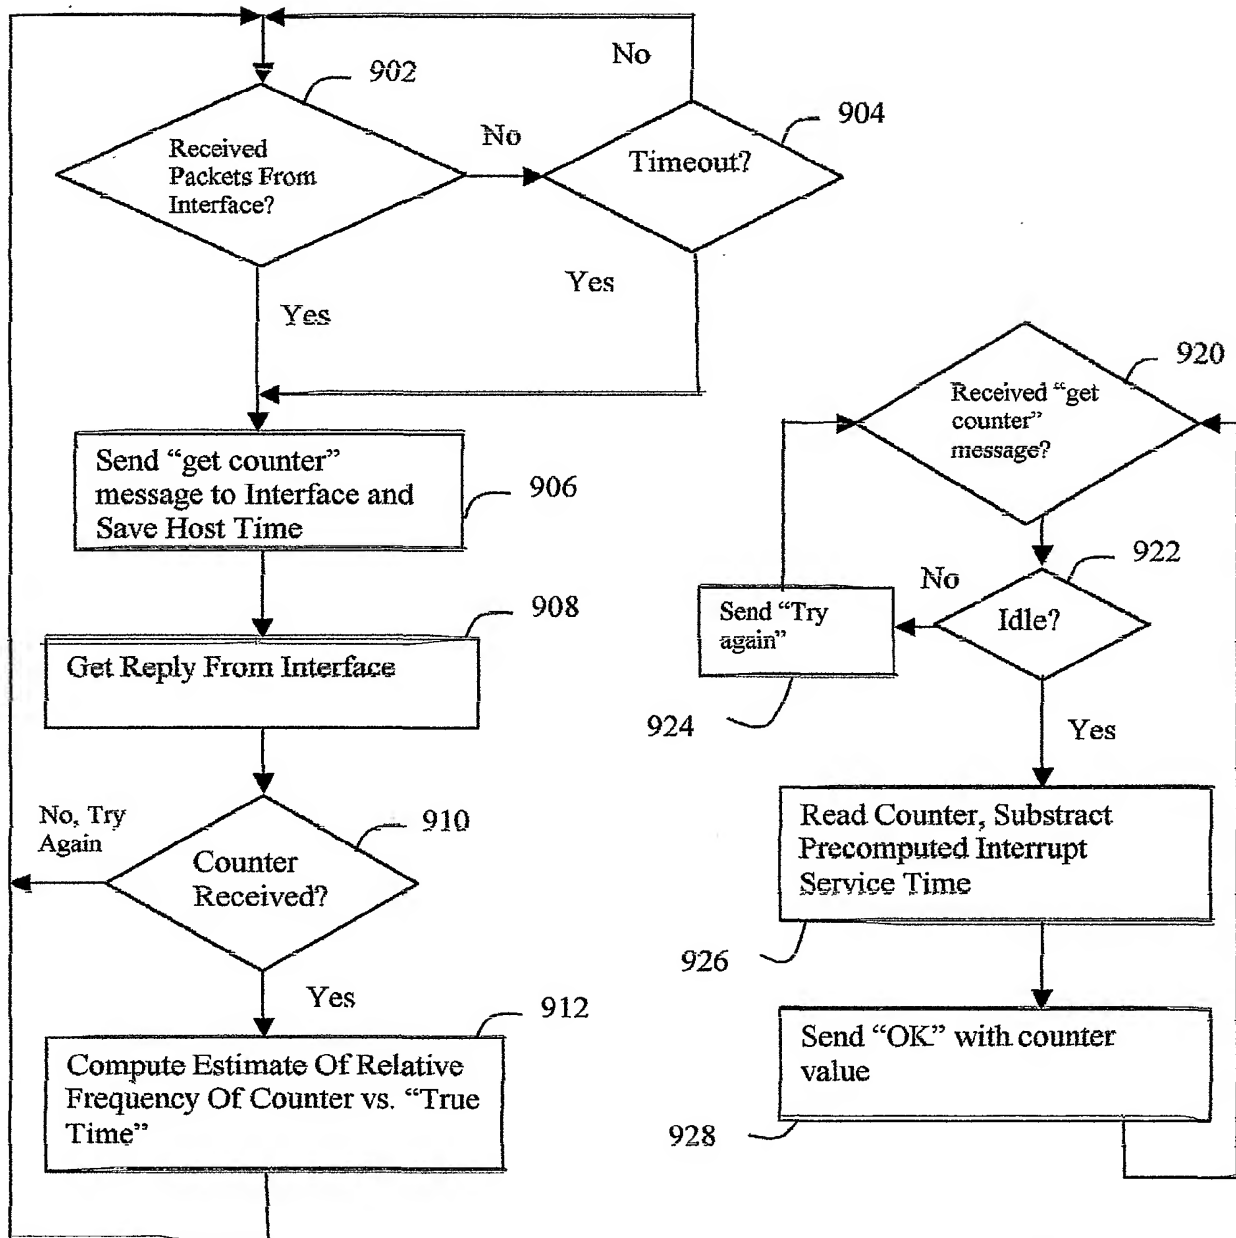 No
902
904
Received
Packets From
Interface?
No
Timeout?
Yes
Yes
920
Received “get
counter”
message?
Send “get counter”
message to Interface and
Save Host Time
906
922
No
Idle?
Send “Try
again”
924
Yes
908
Get Reply From Interface
No, Try
Again
910
Counter
Received?
Yes
Read Counter, Substract
Precomputed Interrupt
Service Time
926
912
Compute Estimate Of Relative
Frequency Of Counter vs. “True
Time”
Send “OK” with counter
value
928